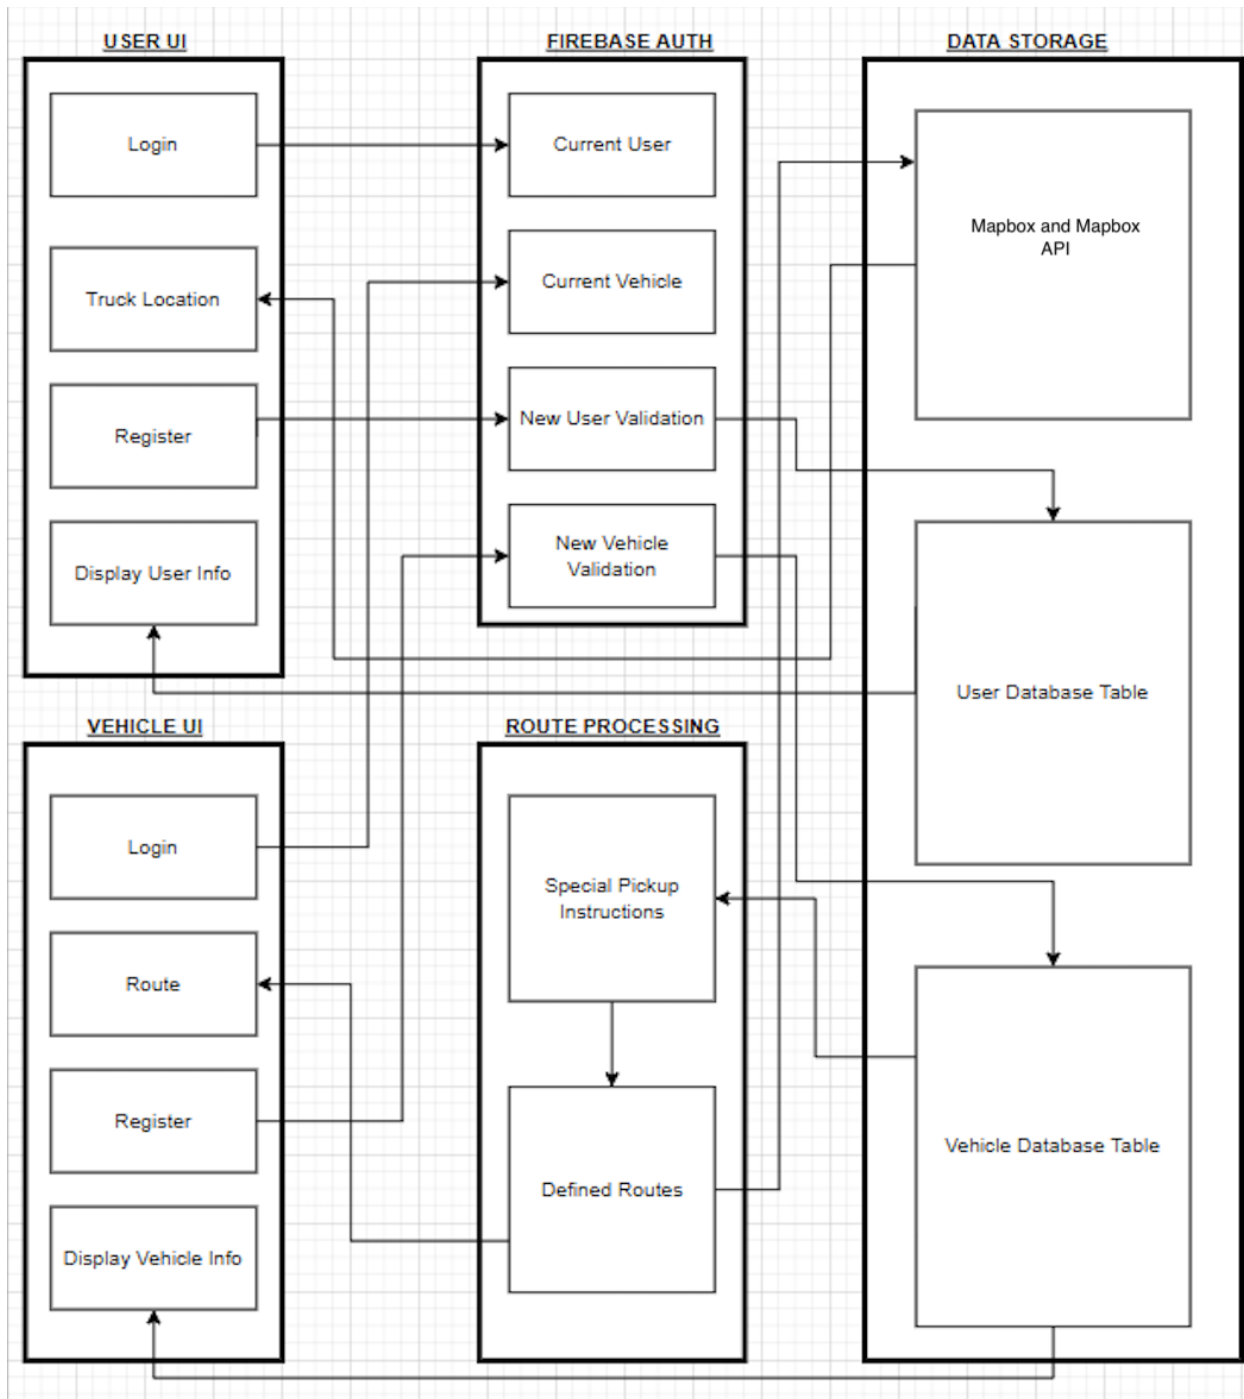 USER UI
Login
Truck Location
Register
Display User Info
FIREBASE AUTH
Current User
Current Vehicle
New User Validation
New Vehicle
Validation
DATA STORAGE
Mapbox and Mapbox
API
User Database Table
Vehicle Database Table
VEHICLE UI
Login
Route
Register
Display Vehicle Info
ROUTE PROCESSING
Special Pickup
Instructions
Defined Routes